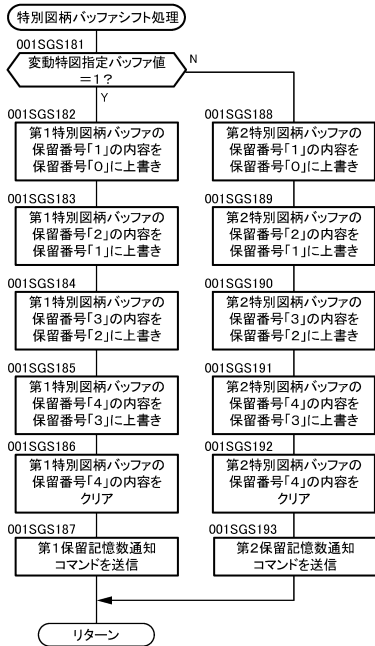 特別図柄バッファシフト処理
001SGS181
変動特図指定バッファ値
＝1？
N
Y
001SGS182
第1特別図柄バッファの
保留番号「1」の内容を
保留番号「0」に上書き
001SGS183
第1特別図柄バッファの
保留番号「2」の内容を
保留番号「1」に上書き
001SGS184
第1特別図柄バッファの
保留番号「3」の内容を
保留番号「2」に上書き
001SGS185
第1特別図柄バッファの
保留番号「4」の内容を
保留番号「3」に上書き
001SGS186
第1特別図柄バッファの
保留番号「4」の内容を
クリア
001SGS187
第1保留記憶数通知
コマンドを送信
001SGS188
第2特別図柄バッファの
保留番号「1」の内容を
保留番号「0」に上書き
001SGS189
第2特別図柄バッファの
保留番号「2」の内容を
保留番号「1」に上書き
001SGS190
第2特別図柄バッファの
保留番号「3」の内容を
保留番号「2」に上書き
001SGS191
第2特別図柄バッファの
保留番号「4」の内容を
保留番号「3」に上書き
001SGS192
第2特別図柄バッファの
保留番号「4」の内容を
クリア
001SGS193
第2保留記憶数通知
コマンドを送信
リターン